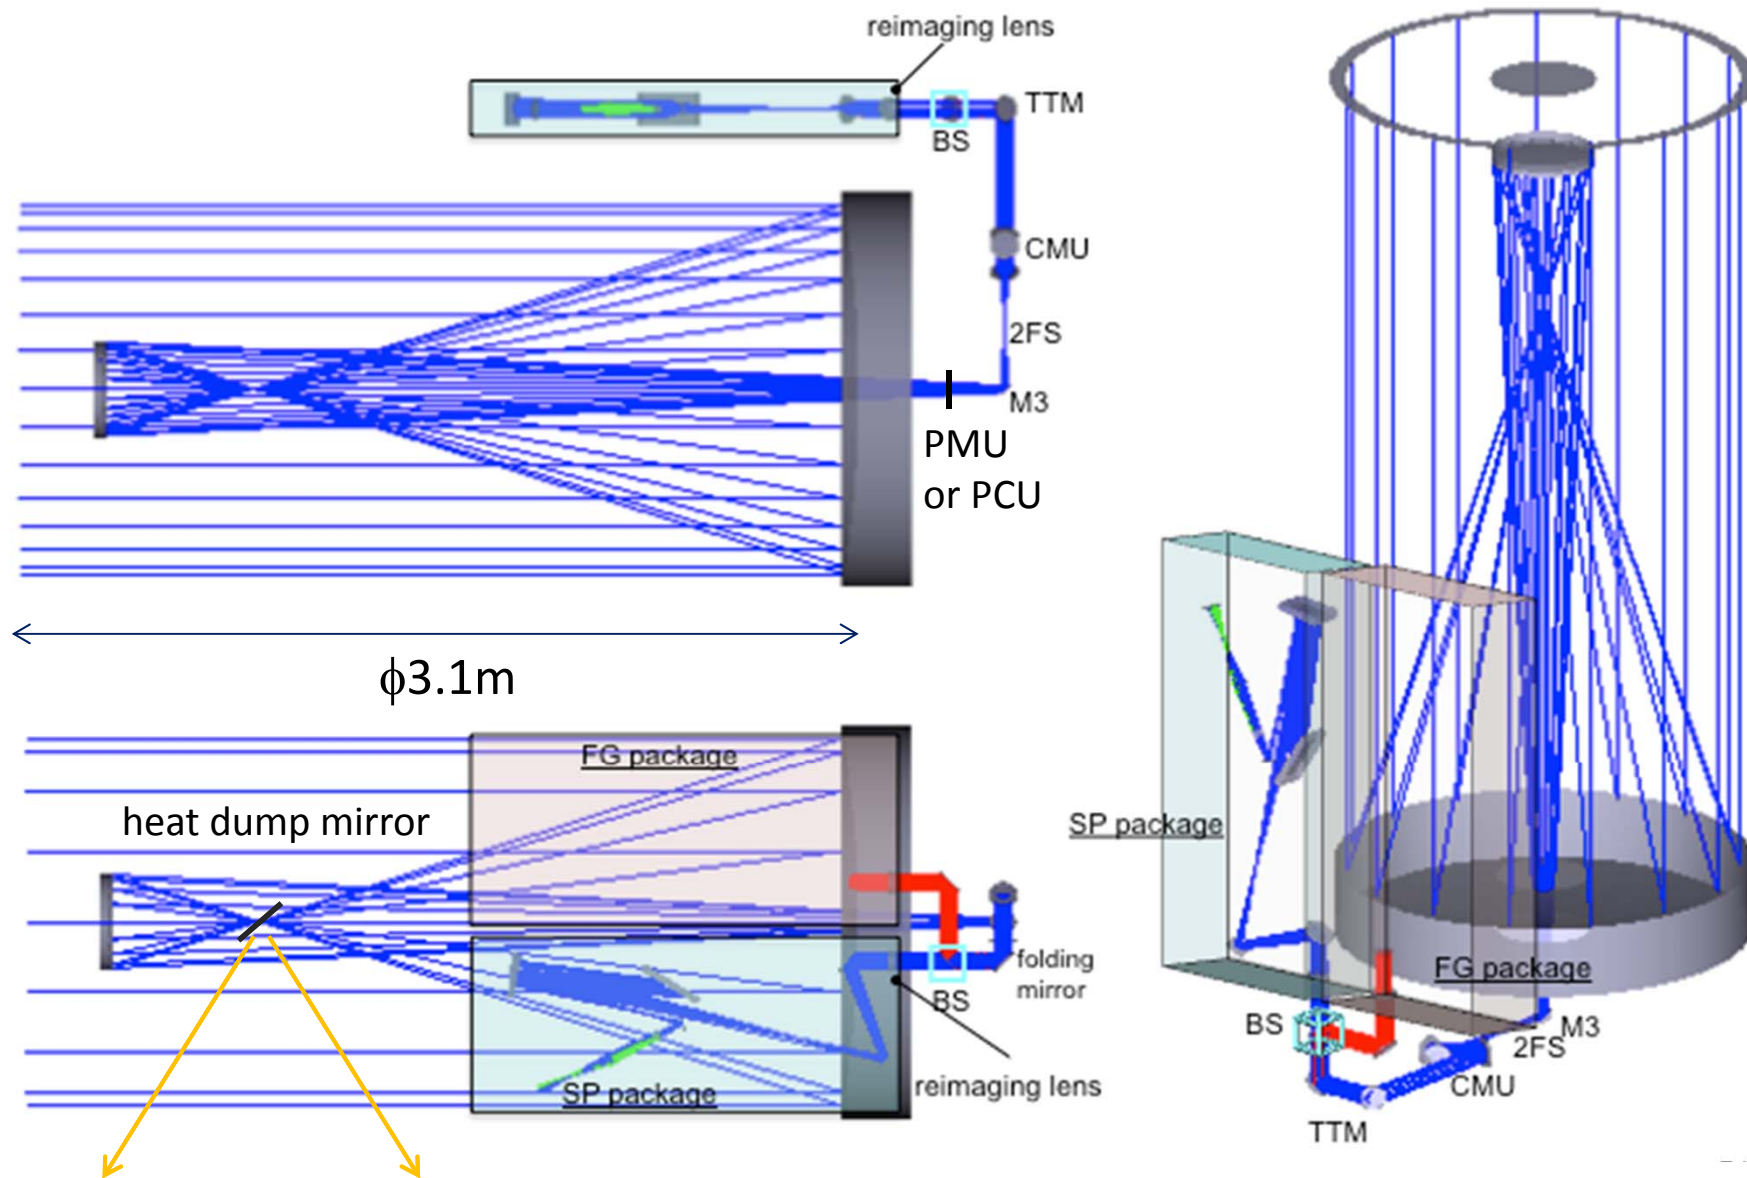 reimaging lens
TTM
BS
CMU
2FS
M3
PMU
or PCU
ϕ3.1m
FG package
heat dump mirror
folding
mirror
BS
reimaging lens
SP package
SP package
FG package
BS
M3
2FS
CMU
TTM